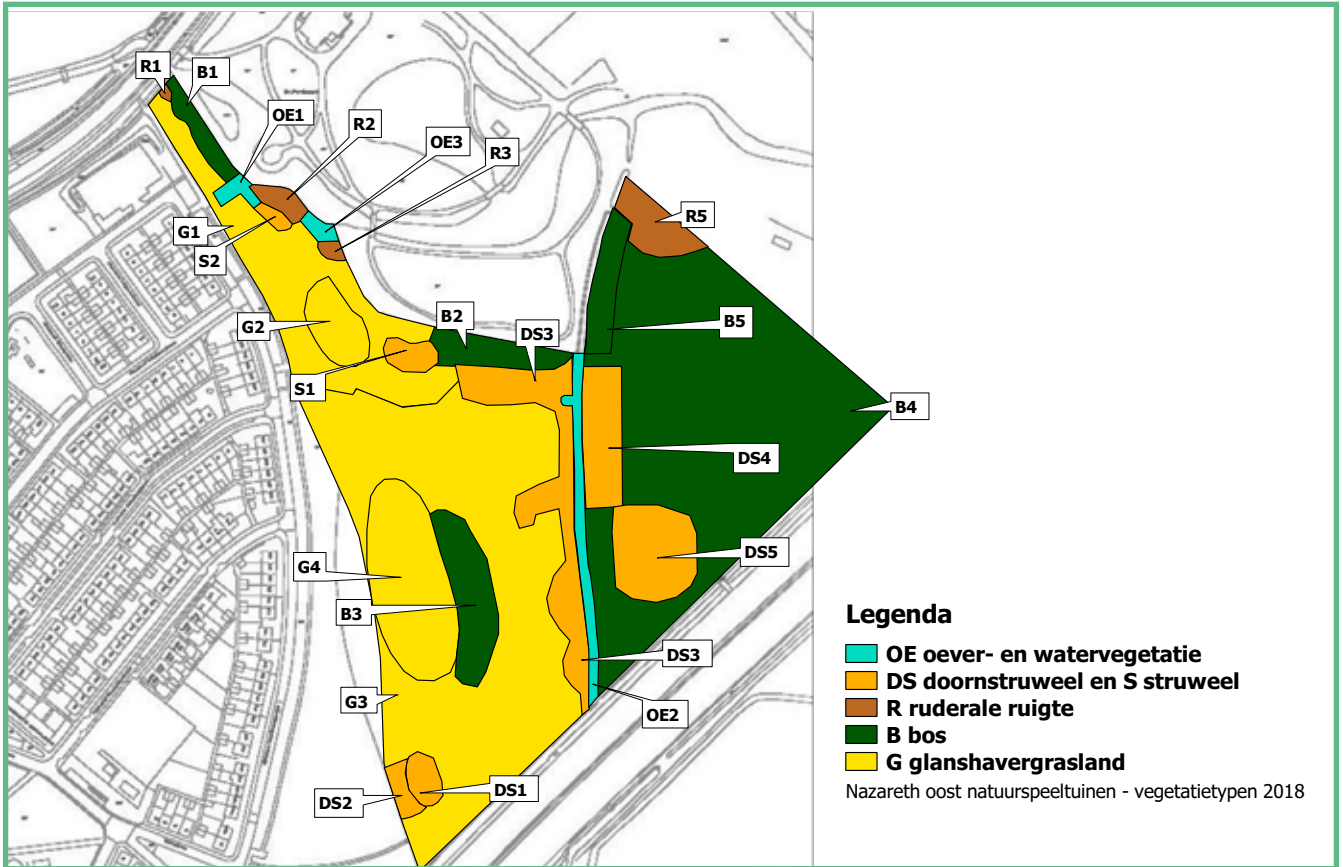 R1
B1
OE1
R2
OE3
R3
R5
G1
S2
G2
B2
DS3
B5
S1
B4
DS4
DS5
G4
B3
DS3
G3
OE2
DS2
DS1
Legenda
OE oever- en watervegetatie
DS doornstruweel en S struweel
R ruderale ruigte
B bos
G glanshavergrasland
Nazareth oost natuurspeeltuinen - vegetatietypen 2018